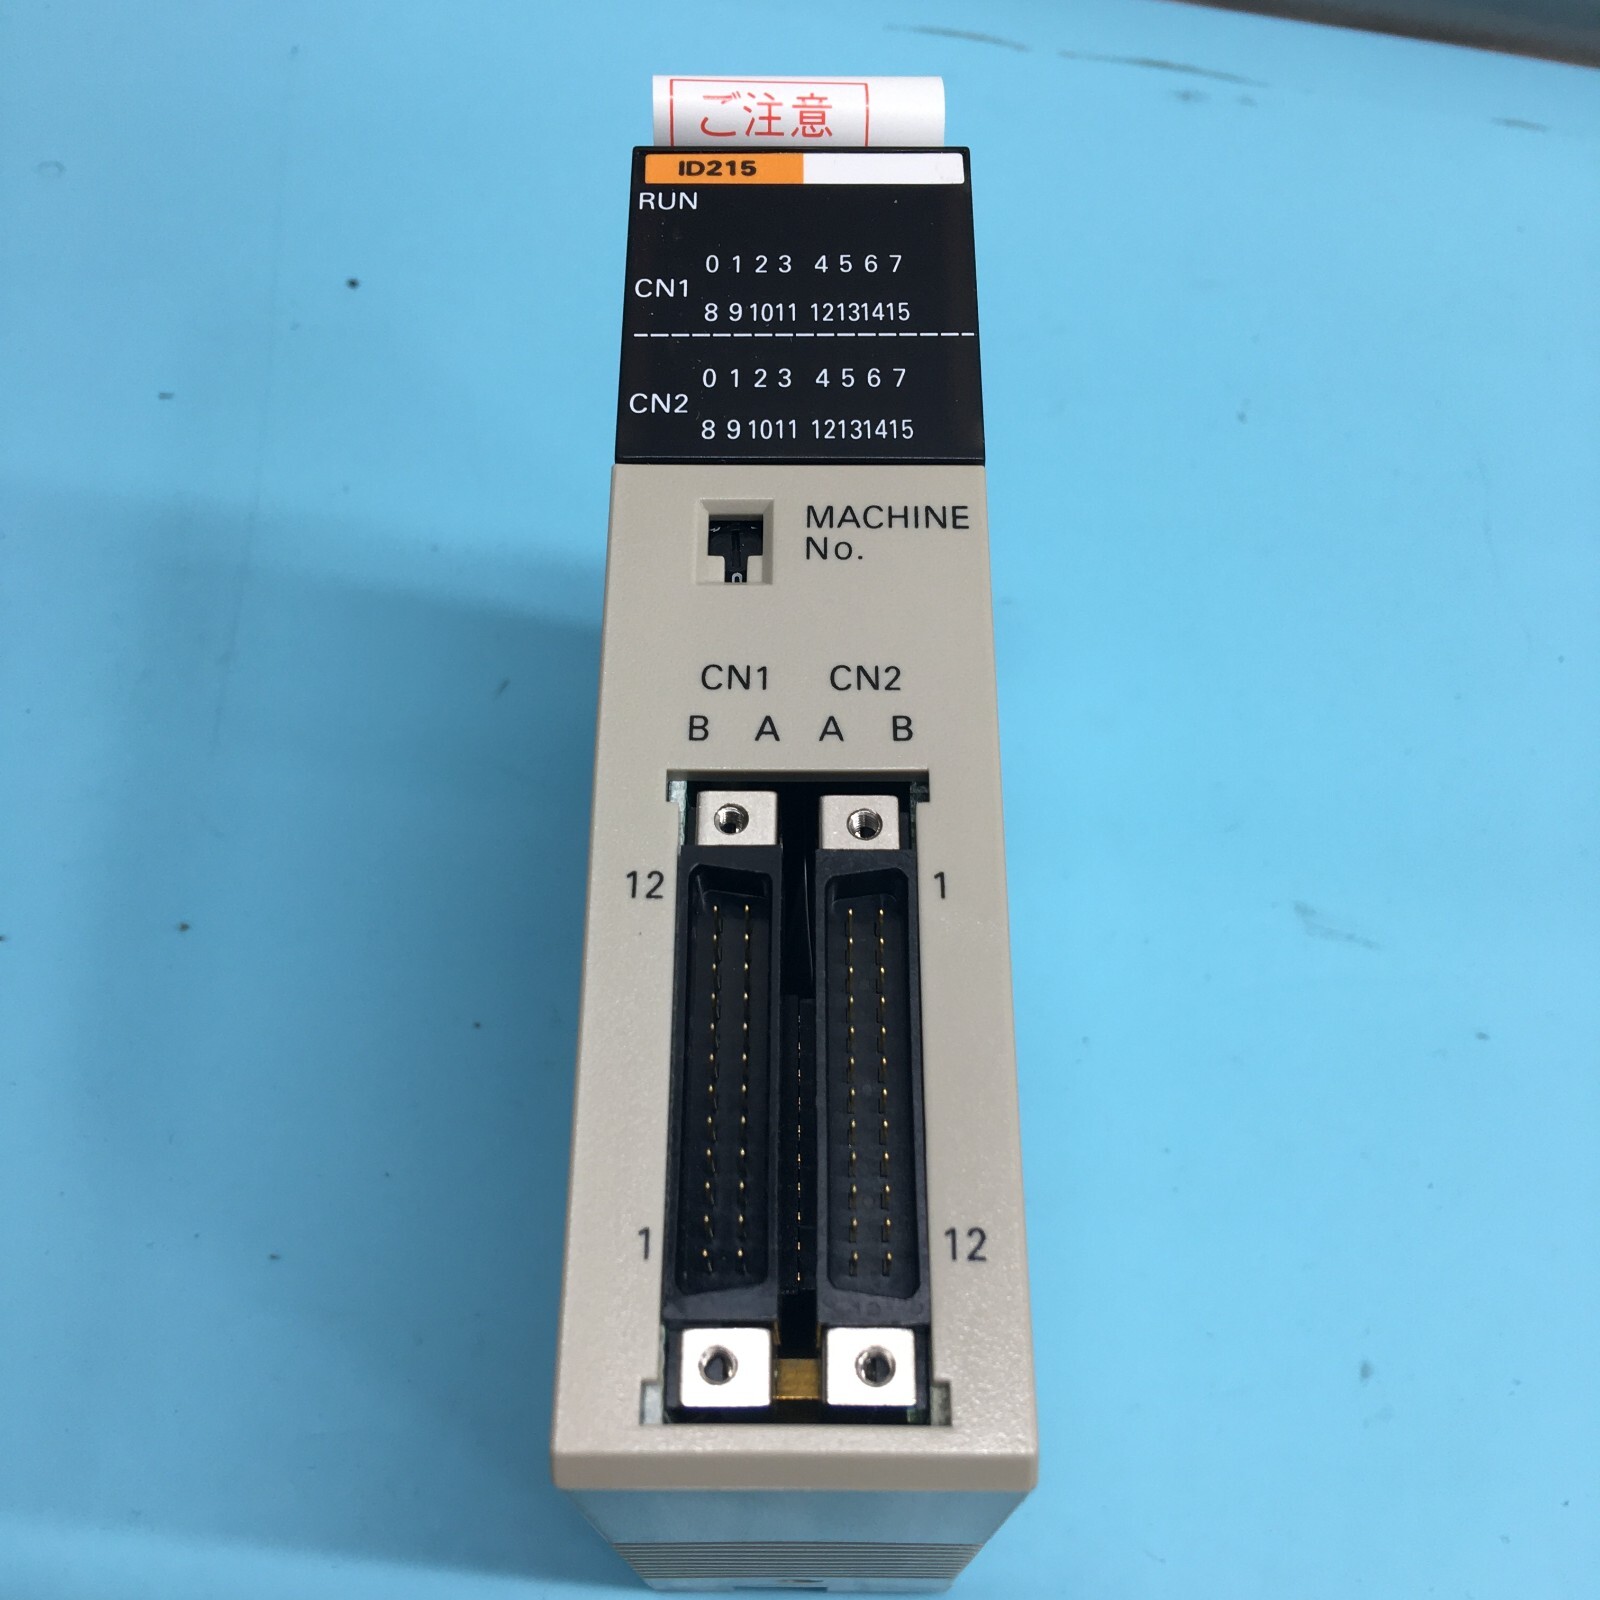 ご注意
ID215
RUN
0 1 2 3 4 5 6 7
CN1
8 9 10 11 12 13 14 15
0 1 2 3 4 5 6 7
CN2
8 9 10 11 12 13 14 15
MACHINE
No.
CN1 CN2
B A A B
12 1
1 12